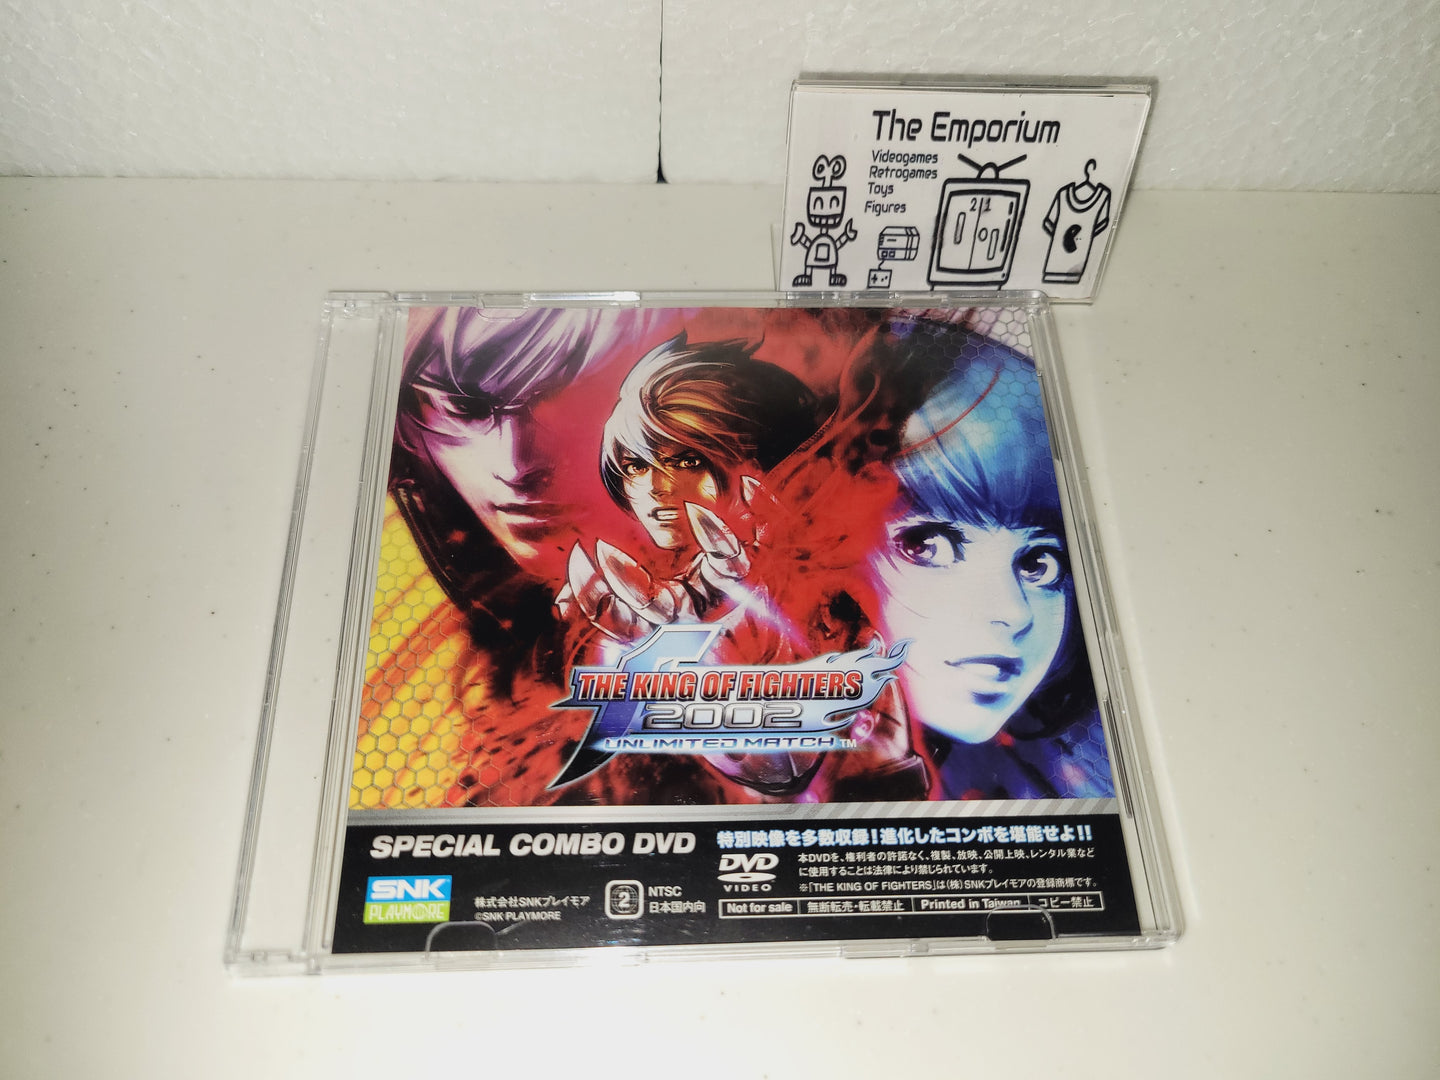 The Emporium
Videogames
Retrogames
Toys
Figures
2 1
THE KING OF FIGHTERS
2002
UNLIMITED MATCH TM
SPECIAL COMBO DVD
特別映像を多数収録！進化したコンボを堪能せよ!!
DVD
VIDEO
本DVDを、権利者の許諾なく、複製、放映、公開上映、レンタル業など
に使用することは法律により禁じられています。
※「THE KING OF FIGHTERS」は(株)SNKプレイモアの登録商標です。
SNK
PLAYMORE
株式会社SNKプレイモア
©SNK PLAYMORE
2
NTSC
日本国内向
Not for sale 無断転売・転載禁止 Printed in Taiwan コピー禁止